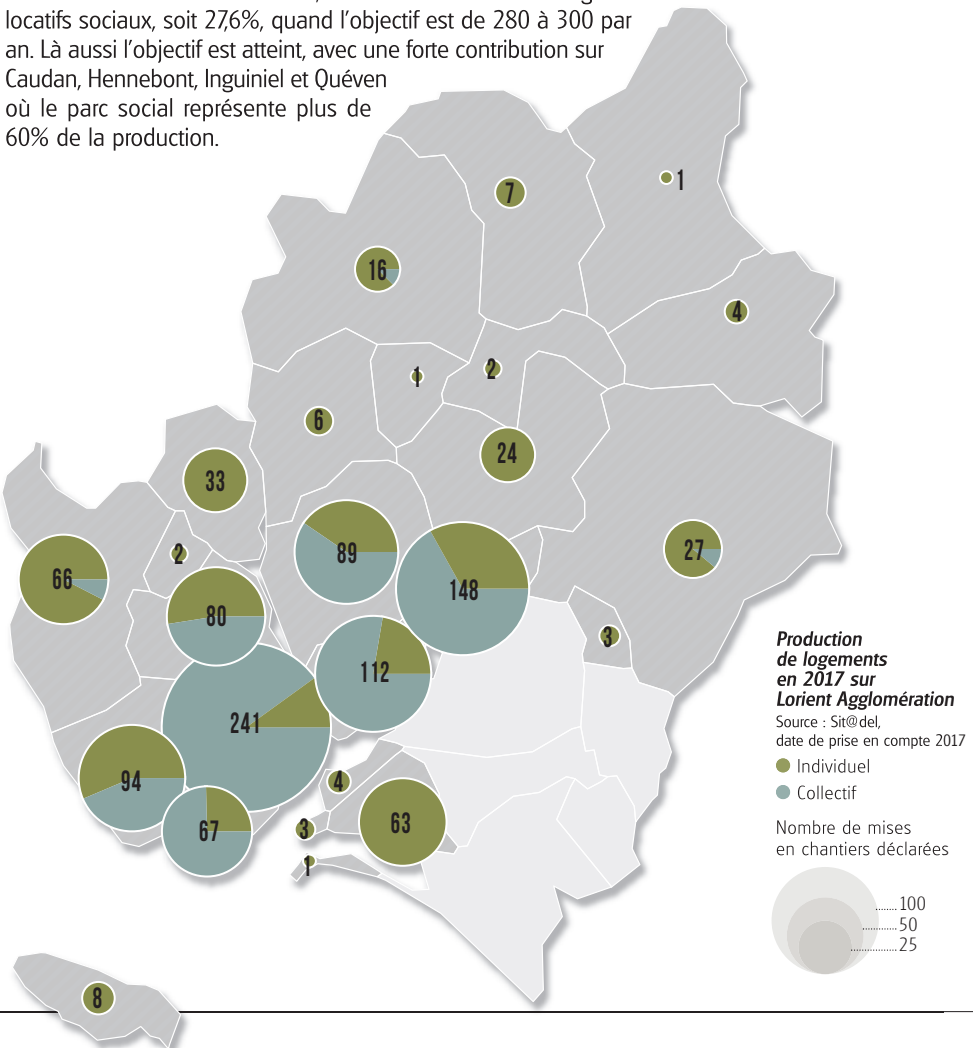 locatifs sociaux, soit 27,6%, quand l’objectif est de 280 à 300 par
an. Là aussi l’objectif est atteint, avec une forte contribution sur
Caudan, Hennebont, Inguiniel et Quéven
où le parc social représente plus de
60% de la production.
1
7
16
4
1
2
6
24
33
2
89
27
66
148
80
3
112
241
94
4
67
3
63
1
8
Production
de logements
en 2017 sur
Lorient Agglomération
Source : Sit@del,
date de prise en compte 2017
Individuel
Collectif
Nombre de mises
en chantiers déclarées
100
50
25